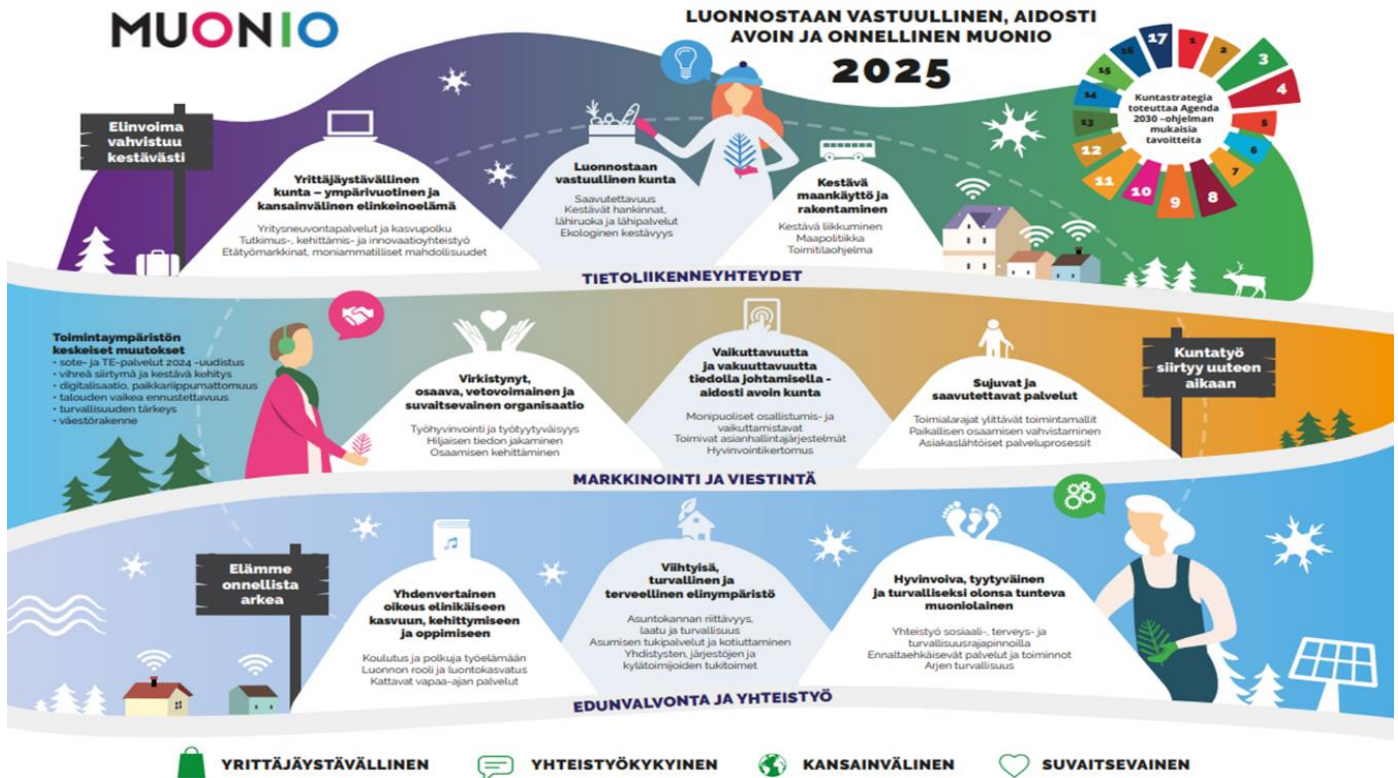 MUONIO
LUONNOSTAAN VASTUULLINEN, AIDOSTI
AVOIN JA ONNELLINEN MUONIO
2025
1
2
3
4
5
6
7
8
9
10
11
12
13
14
15
16
17
Kuntastrategia
toteuttaa Agenda
2030 -ohjelman
mukaisia
tavoitteita
Elinvoima
vahvistuu
kestävästi
Yrittäjäystävällinen
kunta – ympärivuotinen ja
kansainvälinen elinkeinoelämä
Yritysneuvontapalvelut ja kasvupolku
Tutkimus-, kehittämis- ja innovaatioyhteistyö
Etätyömarkkinat, moniammatilliset mahdollisuudet
Luonnostaan
vastuullinen kunta
Saavutettavuus
Kestävät hankinnat,
lähiruoka ja lähipalvelut
Ekologinen kestävyys
Kestävä
maankäyttö ja
rakentaminen
Kestävä liikkuminen
Maapolitiikka
Toimitilaohjelma
TIETOLIIKENNEYHTEYDET
Toimintaympäristön
keskeiset muutokset
• sote- ja TE-palvelut 2024 -uudistus
• vihreä siirtymä ja kestävä kehitys
• digitalisaatio, paikkariippumattomuus
• talouden vaikea ennustettavuus
• turvallisuuden tärkeys
• väestörakenne
Virkistynyt,
osaava, vetovoimainen ja
suvaitsevainen organisaatio
Työhyvinvointi ja työtyytyväisyys
Hiljaisen tiedon jakaminen
Osaamisen kehittäminen
Vaikuttavuutta
ja vakuuttavuutta
tiedolla johtamisella -
aidosti avoin kunta
Monipuoliset osallistumis- ja
vaikuttamistavat
Toimivat asianhallintajärjestelmät
Hyvinvointikertomus
Sujuvat ja
saavutettavat palvelut
Toimialarajat ylittävät toimintamallit
Paikallisen osaamisen vahvistaminen
Asiakaslähtöiset palveluprosessit
Kuntatyö
siirtyy uuteen
aikaan
MARKKINOINTI JA VIESTINTÄ
Elämme
onnellista
arkea
Yhdenvertainen
oikeus elinikäiseen
kasvuun, kehittymiseen
ja oppimiseen
Koulutus ja polkuja työelämään
Luonnon rooli ja luontokasvatus
Kattavat vapaa-ajan palvelut
Viihtyisä,
turvallinen ja
terveellinen elinympäristö
Asuntokannan riittävyys,
laatu ja turvallisuus
Asumisen tukipalvelut ja kotiuttaminen
Yhdistysten, järjestöjen ja
kylätoimijoiden tukitoimet
Hyvinvoiva, tyytyväinen
ja turvalliseksi olonsa tunteva
muoniolainen
Yhteistyö sosiaali-, terveys- ja
turvallisuusrajapinnoilla
Ennaltaehkäisevät palvelut ja toiminnot
Arjen turvallisuus
EDUNVALVONTA JA YHTEISTYÖ
YRITTÄJÄYSTÄVÄLLINEN
YHTEISTYÖKYKYINEN
KANSAINVÄLINEN
SUVAITSEVAINEN